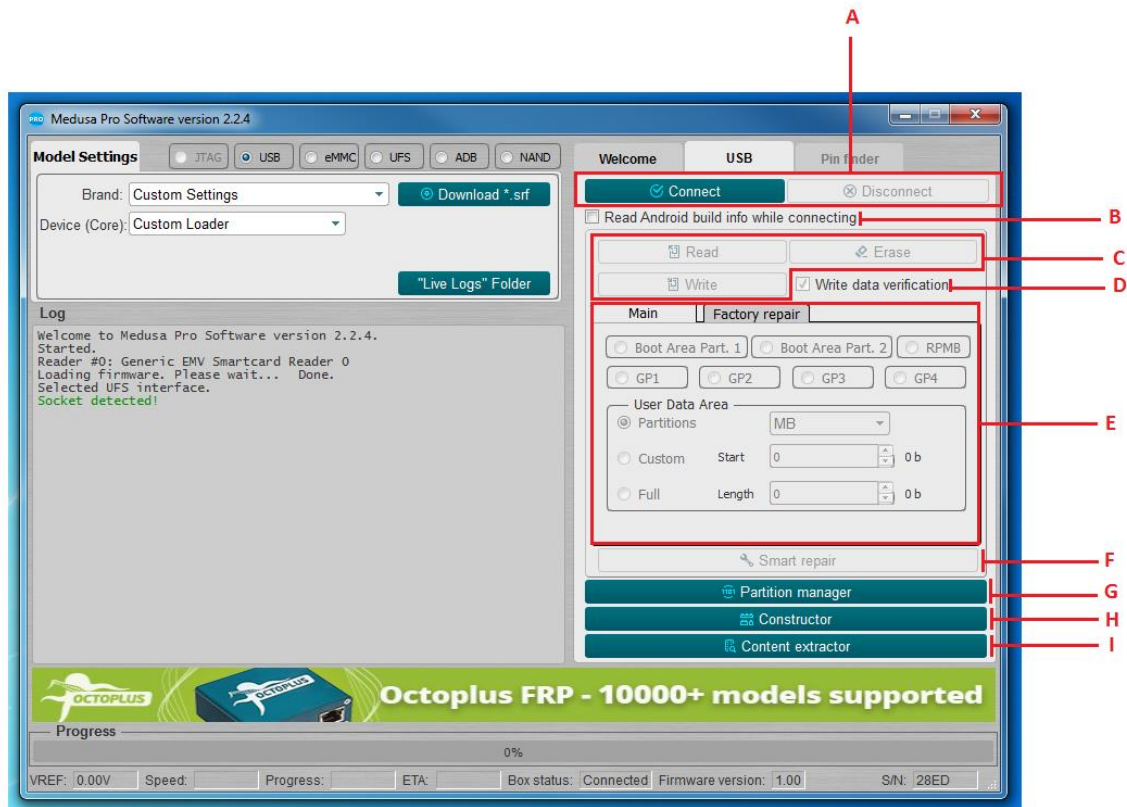 A
Medusa Pro Software version 2.2.4
Model Settings JTAG USB eMMC UFS ADB NAND
Brand: Custom Settings Download *.srf
Device (Core): Custom Loader
"Live Logs" Folder
Log
Welcome to Medusa Pro Software version 2.2.4.
Started.
Reader #0: Generic EMV Smartcard Reader 0
Loading firmware. Please wait... Done.
Selected UFS interface.
Socket detected!
Welcome USB Pin finder
Connect Disconnect
Read Android build info while connecting B
Read Erase C
Write Write data verification D
Main Factory repair
Boot Area Part. 1 Boot Area Part. 2 RPMB
GP1 GP2 GP3 GP4
User Data Area
Partitions MB E
Custom Start 0 0 b
Full Length 0 0 b
Smart repair F
Partition manager G
Constructor H
Content extractor I
OCTOPLUS OCTOPLUS Octoplus FRP - 10000+ models supported
Progress
0%
VREF: 0.00V Speed: Progress: ETA: Box status: Connected Firmware version: 1.00 S/N: 28ED